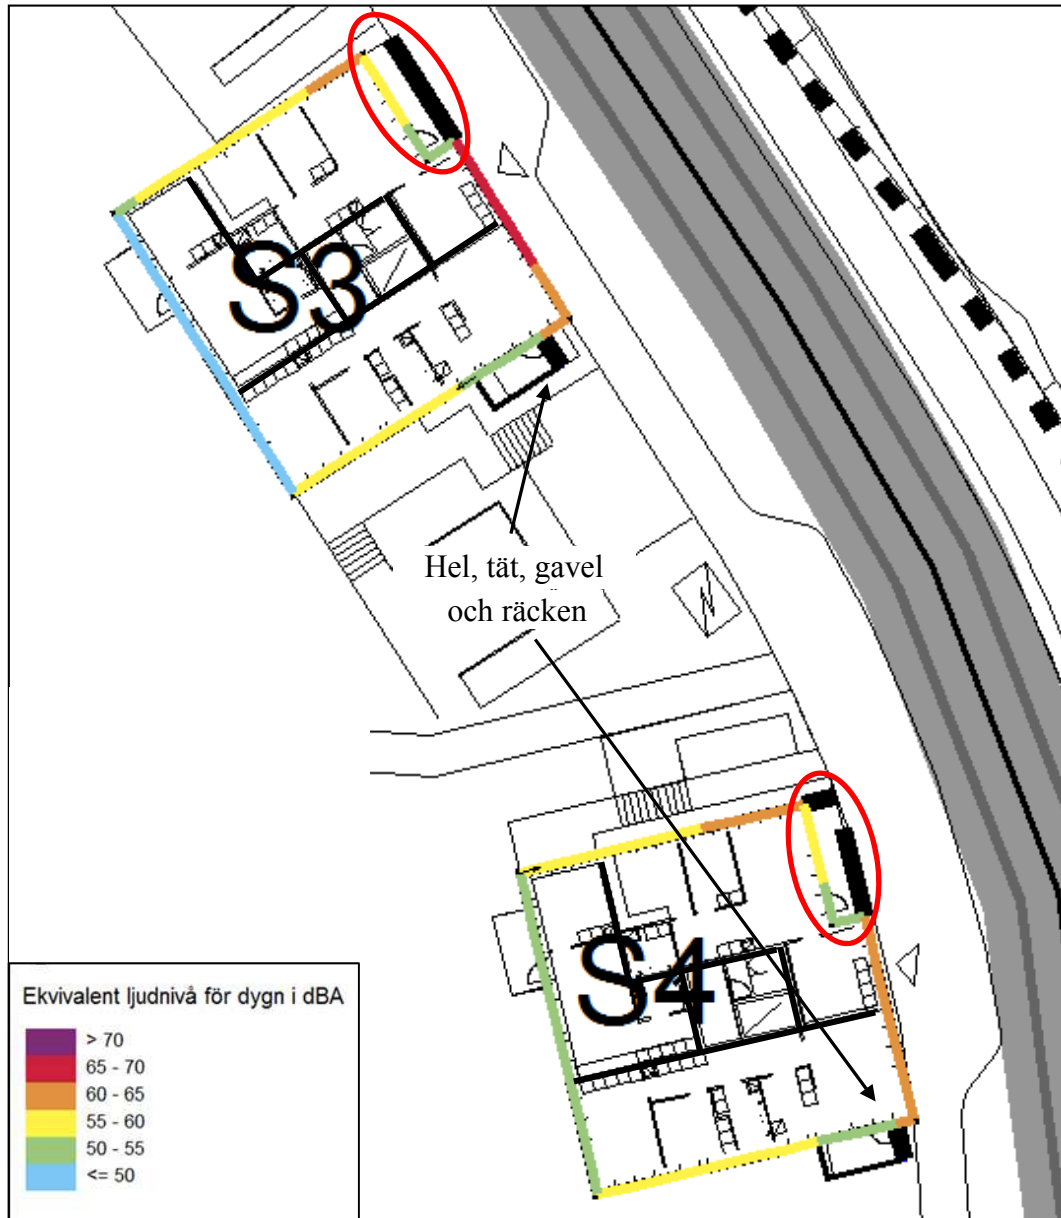 S3
Hel, tät, gavel
och räcken
S4
Ekvivalent ljudnivå för dygn i dBA
> 70
65 - 70
60 - 65
55 - 60
50 - 55
<= 50